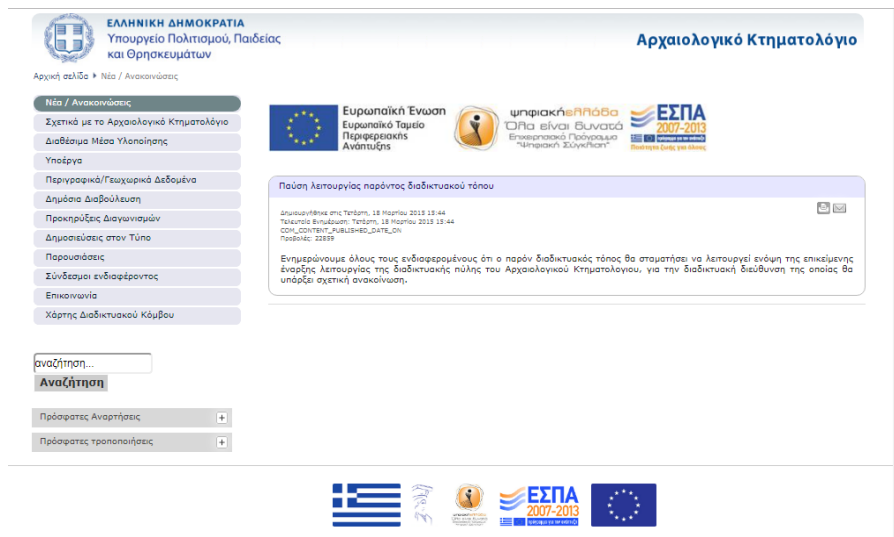 ΕΛΛΗΝΙΚΗ ΔΗΜΟΚΡΑΤΙΑ
Υπουργείο Πολιτισμού, Παιδείας
και Θρησκευμάτων
Αρχαιολογικό Κτηματολόγιο
Αρχική σελίδα Νέα / Ανακοινώσεις
Νέα / Ανακοινώσεις
Σχετικά με το Αρχαιολογικό Κτηματολόγιο
Διαθέσιμα Μέσα Υλοποίησης
Υποέργα
Περιγραφικά/Γεωχωρικά Δεδομένα
Δημόσια Διαβούλευση
Προκηρύξεις Διαγωνισμών
Δημοσιεύσεις στον Τύπο
Παρουσιάσεις
Σύνδεσμοι ενδιαφέροντος
Επικοινωνία
Χάρτης Διαδικτυακού Κόμβου
αναζήτηση...
Αναζήτηση
Πρόσφατες Αναρτήσεις
Πρόσφατες τροποποιήσεις
Ευρωπαϊκή Ένωση
Ευρωπαϊκό Ταμείο
Περιφερειακής
Ανάπτυξης
ψηφιακήελλάδα
Όλα είναι δυνατά
Επιχειρησιακό Πρόγραμμα
"Ψηφιακή Σύγκλιση"
ΕΣΠΑ
2007-2013
Ποιότητα ζωής για όλους
Παύση λειτουργίας παρόντος διαδικτυακού τόπου
Δημιουργήθηκε στις Τετάρτη, 18 Μαρτίου 2015 13:44
Τελευταία Ενημέρωση: Τετάρτη, 18 Μαρτίου 2015 15:44
COM_CONTENT_PUBLISHED_DATE_ON
Προβολές: 22859
Ενημερώνουμε όλους τους ενδιαφερομένους ότι ο παρόν διαδικτυακός τόπος θα σταματήσει να λειτουργεί ενόψη της επικείμενης
έναρξης λειτουργίας της διαδικτυακής πύλης του Αρχαιολογικού Κτηματολογιου, για την διαδικτυακή διεύθυνση της οποίας θα
υπάρξει σχετική ανακοίνωση.
ΕΣΠΑ
2007-2013